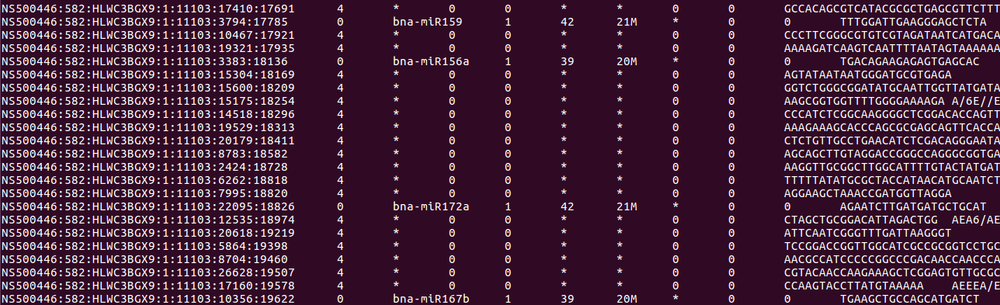 NS500446:582:HLWC3BGX9:1:11103:17410:17691 4 * 0 0 * * 0 0 GCCACAGCGTCATACGCGCTGAGCGTTCTTT
NS500446:582:HLWC3BGX9:1:11103:3794:17785 0 bna-miR159 1 42 21M * 0 0 TTTGGATTGAAGGGAGCTCTA
NS500446:582:HLWC3BGX9:1:11103:10467:17921 4 * 0 0 * * 0 0 CCCTTCGGGCGTGTCGTAGATAATCATGACA
NS500446:582:HLWC3BGX9:1:11103:19321:17935 4 * 0 0 * * 0 0 AAAAGATCAAGTCAATTTTAATAGTAAAAAA
NS500446:582:HLWC3BGX9:1:11103:3383:18136 0 bna-miR156a 1 39 20M * 0 0 TGACAGAAGAGAGTGAGCAC
NS500446:582:HLWC3BGX9:1:11103:15304:18169 4 * 0 0 * * 0 0 AGTATAATAATGGGATGCGTGAGA
NS500446:582:HLWC3BGX9:1:11103:15600:18209 4 * 0 0 * * 0 0 GGTCTGGGCGGATATGCAATTGGTTATGATA
NS500446:582:HLWC3BGX9:1:11103:15175:18254 4 * 0 0 * * 0 0 AAGCGGTGGTTTTGGGGAAAAGA A/6E//E
NS500446:582:HLWC3BGX9:1:11103:14518:18296 4 * 0 0 * * 0 0 CCCATCTCGGCAAGGGGCTCGGACACCAGTT
NS500446:582:HLWC3BGX9:1:11103:19529:18313 4 * 0 0 * * 0 0 AAAGAAAGCACCCAGCGCGAGCAGTTCACCA
NS500446:582:HLWC3BGX9:1:11103:20179:18411 4 * 0 0 * * 0 0 CTCTGTTGCCTGAACATCTCGACAGGGAATA
NS500446:582:HLWC3BGX9:1:11103:8783:18582 4 * 0 0 * * 0 0 AGCAGCTTGTAGGACCGGGCCAGGGCGGTGA
NS500446:582:HLWC3BGX9:1:11103:2424:18728 4 * 0 0 * * 0 0 AAGGTTGCGGCTTGGCATTTTGTACTATGAT
NS500446:582:HLWC3BGX9:1:11103:6262:18818 4 * 0 0 * * 0 0 TTTTTATATGCGCTACCATAACATGCAATCT
NS500446:582:HLWC3BGX9:1:11103:7995:18820 4 * 0 0 * * 0 0 AGGAAGCTAAACCGATGGTTAGGA
NS500446:582:HLWC3BGX9:1:11103:22095:18826 0 bna-miR172a 1 42 21M * 0 0 AGAATCTTGATGATGCTGCAT
NS500446:582:HLWC3BGX9:1:11103:12535:18974 4 * 0 0 * * 0 0 CTAGCTGCGGACATTAGACTGG AEA6/AE
NS500446:582:HLWC3BGX9:1:11103:20618:19219 4 * 0 0 * * 0 0 ATTCAATCGGGTTTGATTAAGGGT
NS500446:582:HLWC3BGX9:1:11103:5864:19398 4 * 0 0 * * 0 0 TCCGGACCGGTTGGCATCGCCGCGGTCCTGC
NS500446:582:HLWC3BGX9:1:11103:8704:19460 4 * 0 0 * * 0 0 AACGCCATCCCCCGGCCCGACAACCAACCCA
NS500446:582:HLWC3BGX9:1:11103:26628:19507 4 * 0 0 * * 0 0 CGTACAACCAAGAAAGCTCGGAGTGTTGCGC
NS500446:582:HLWC3BGX9:1:11103:17160:19578 4 * 0 0 * * 0 0 CCAAGTACCTTATGTAAAAA AEEEA/E
NS500446:582:HLWC3BGX9:1:11103:10356:19622 0 bna-miR167b 1 39 20M * 0 0 TGAAGCTGCCAGCATGATCT